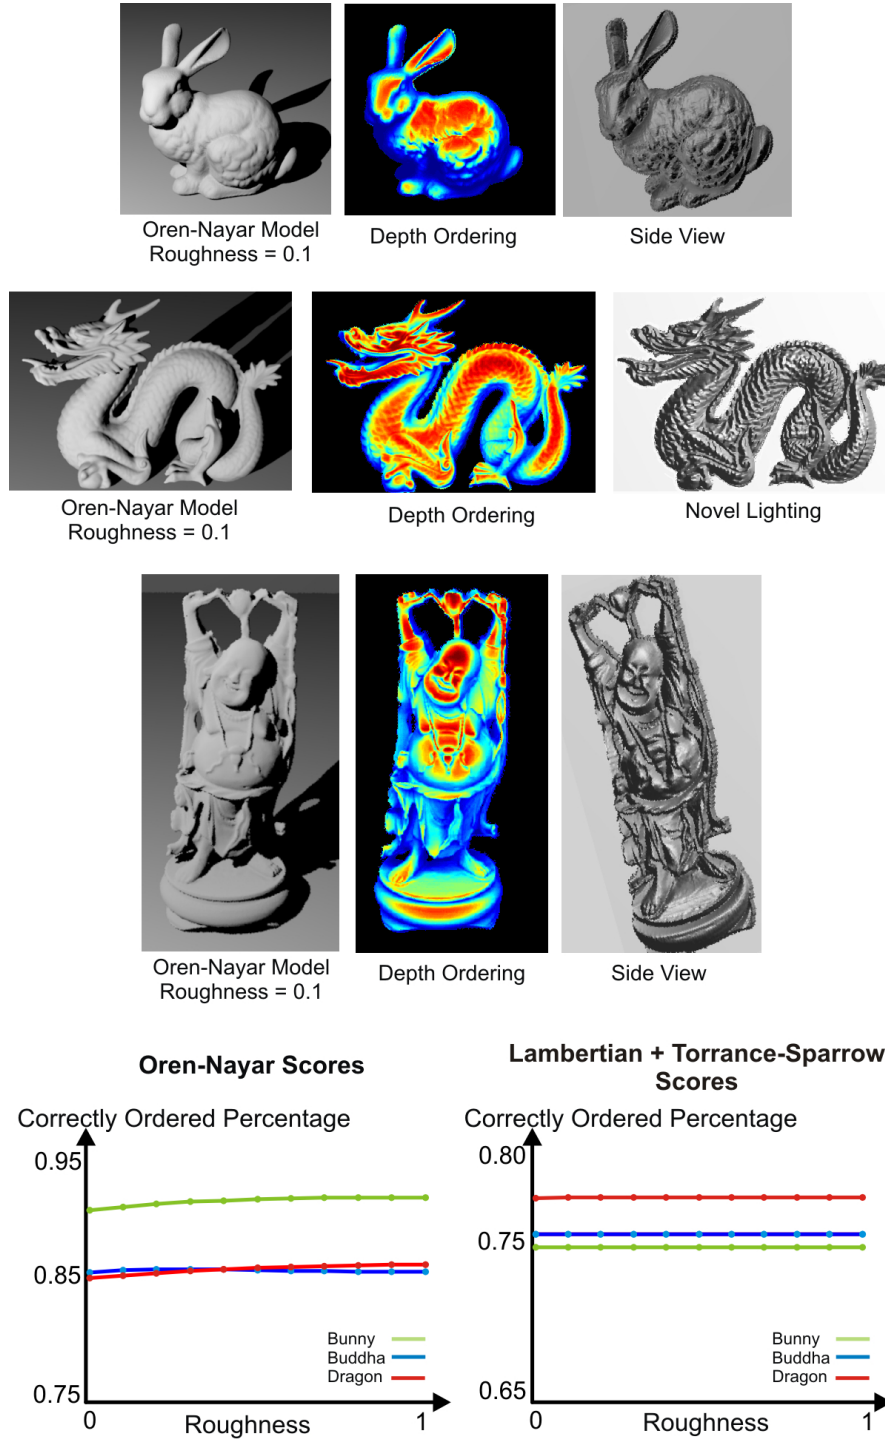 Oren-Nayar Model
Roughness = 0.1
Depth Ordering
Side View
Oren-Nayar Model
Roughness = 0.1
Depth Ordering
Novel Lighting
Oren-Nayar Model
Roughness = 0.1
Depth Ordering
Side View
Oren-Nayar Scores
Correctly Ordered Percentage
0.95
0.85
0.75
Bunny
Buddha
Dragon
0
Roughness
1
Lambertian + Torrance-Sparrow
Scores
Correctly Ordered Percentage
0.80
0.75
0.65
Bunny
Buddha
Dragon
0
Roughness
1